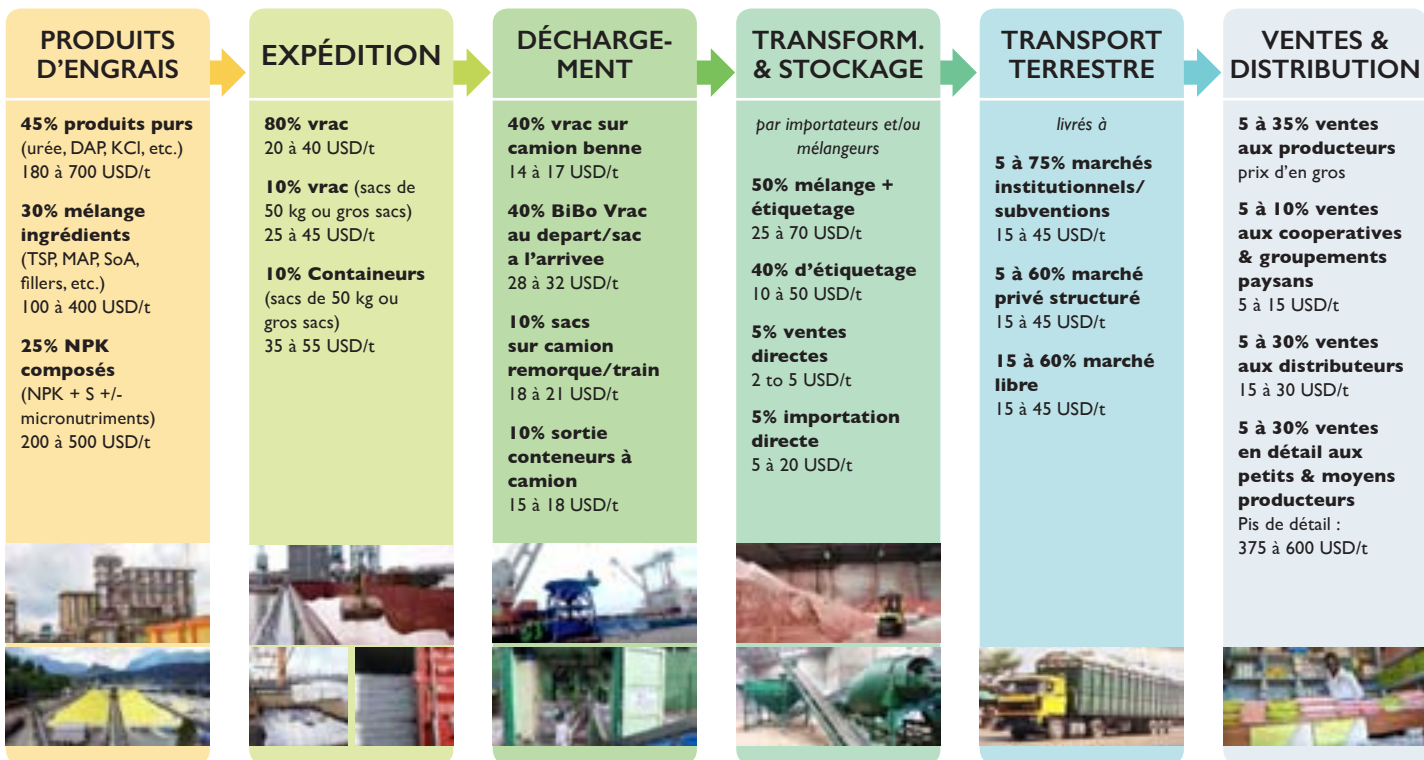 PRODUITS
D'ENGRAIS
45% produits purs
(urée, DAP, KCl, etc.)
180 à 700 USD/t
30% mélange
ingrédients
(TSP, MAP, SoA,
fillers, etc.)
100 à 400 USD/t
25% NPK
composés
(NPK + S +/-
micronutriments)
200 à 500 USD/t
EXPÉDITION
80% vrac
20 à 40 USD/t
10% vrac (sacs de
50 kg ou gros sacs)
25 à 45 USD/t
10% Containeurs
(sacs de 50 kg ou
gros sacs)
35 à 55 USD/t
DÉCHARGE-
MENT
40% vrac sur
camion benne
14 à 17 USD/t
40% BiBo Vrac
au depart/sac
a l'arrivee
28 à 32 USD/t
10% sacs
sur camion
remorque/train
18 à 21 USD/t
10% sortie
conteneurs à
camion
15 à 18 USD/t
TRANSFORM.
& STOCKAGE
par importateurs et/ou
mélangeurs
50% mélange +
étiquetage
25 à 70 USD/t
40% d'étiquetage
10 à 50 USD/t
5% ventes
directes
2 to 5 USD/t
5% importation
directe
5 à 20 USD/t
TRANSPORT
TERRESTRE
livrés à
5 à 75% marchés
institutionnels/
subventions
15 à 45 USD/t
5 à 60% marché
privé structuré
15 à 45 USD/t
15 à 60% marché
libre
15 à 45 USD/t
VENTES &
DISTRIBUTION
5 à 35% ventes
aux producteurs
prix d'en gros
5 à 10% ventes
aux cooperatives
& groupements
paysans
5 à 15 USD/t
5 à 30% ventes
aux distributeurs
15 à 30 USD/t
5 à 30% ventes
en détail aux
petits & moyens
producteurs
Pis de détail :
375 à 600 USD/t